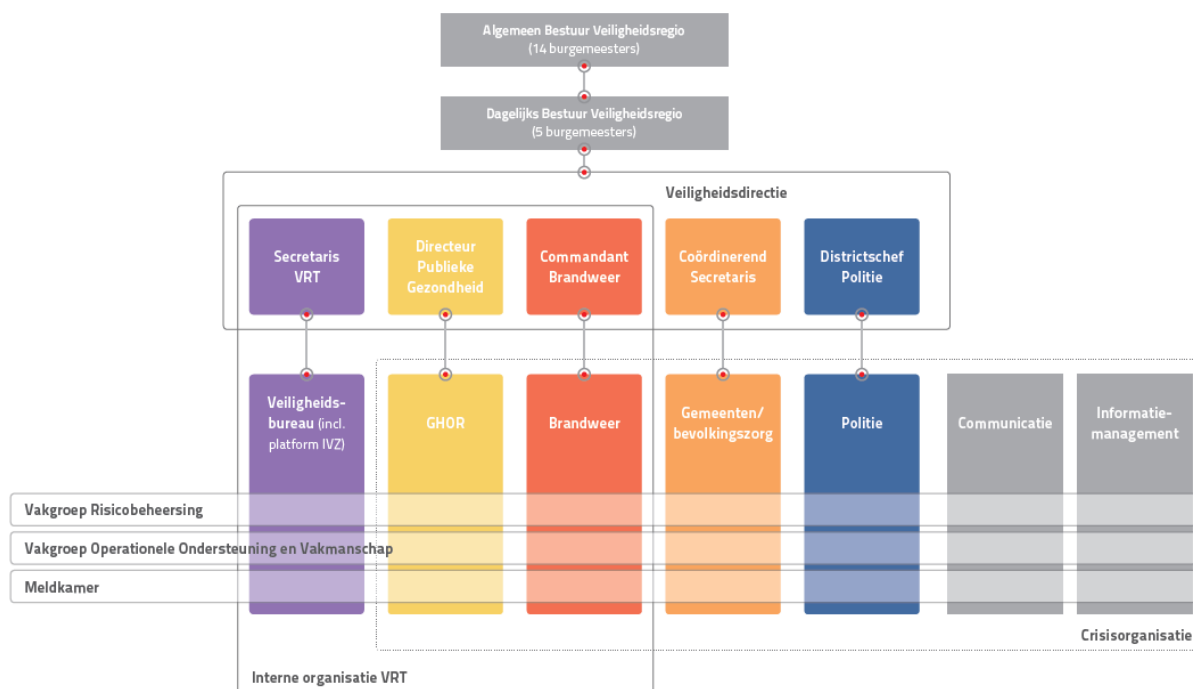 Algemeen Bestuur Veiligheidsregio
(14 burgemeesters)
Dagelijks Bestuur Veiligheidsregio
(5 burgemeesters)
Veiligheidsdirectie
Secretaris
VRT
Directeur
Publieke
Gezondheid
Commandant
Brandweer
Coördinerend
Secretaris
Districtschef
Politie
Veiligheids-
bureau (incl.
platform IVZ)
GHOR
Brandweer
Gemeenten/
bevolkingszorg
Politie
Communicatie
Informatie-
management
Vakgroep Risicobeheersing
Vakgroep Operationele Ondersteuning en Vakmanschap
Meldkamer
Crisisorganisatie
Interne organisatie VRT